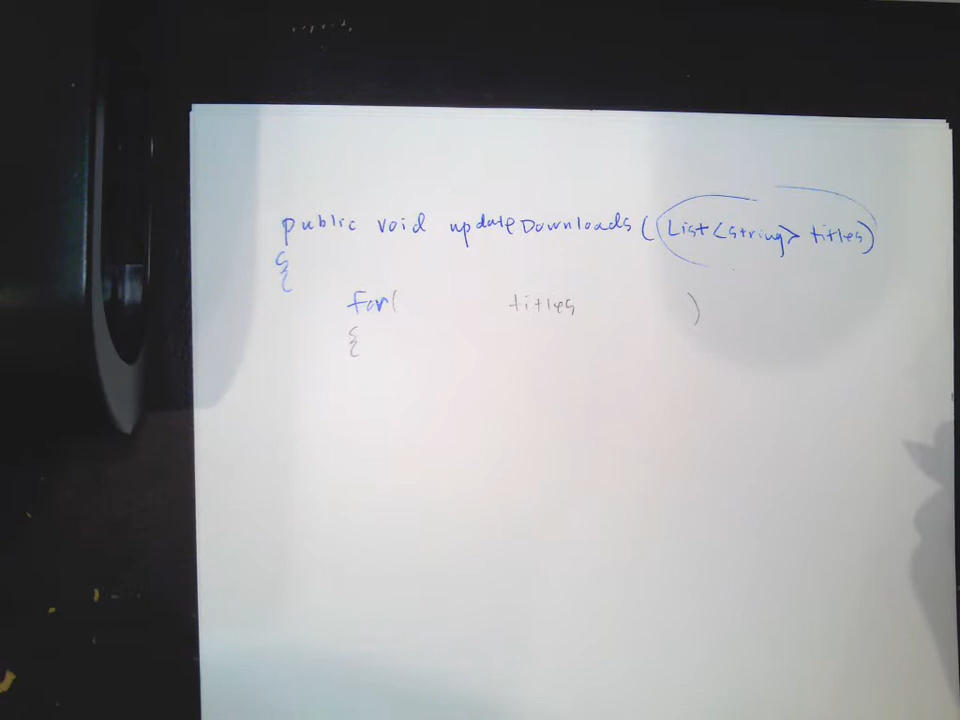 public void updateDownloads (List<String> titles)
{
for( titles )
{